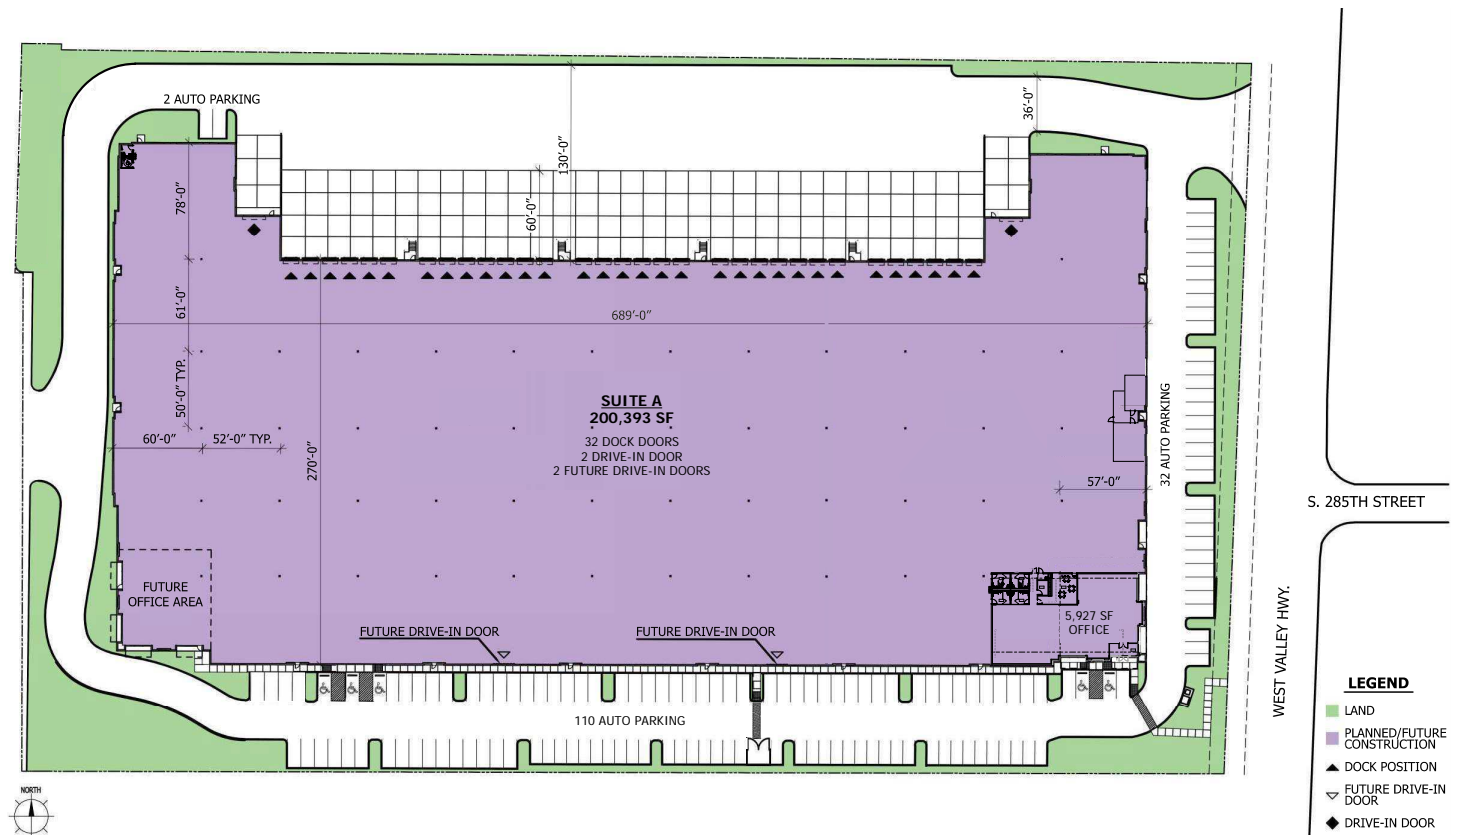 2 AUTO PARKING
36'-0"
130'-0"
78'-0"
60'-0"
61'-0"
689'-0"
50'-0" TYP.
SUITE A
200,393 SF
32 DOCK DOORS
2 DRIVE-IN DOOR
2 FUTURE DRIVE-IN DOORS
32 AUTO PARKING
60'-0"
52'-0" TYP.
270'-0"
57'-0"
S. 285TH STREET
FUTURE
OFFICE AREA
5,927 SF
OFFICE
FUTURE DRIVE-IN DOOR
FUTURE DRIVE-IN DOOR
WEST VALLEY HWY.
110 AUTO PARKING
LEGEND
LAND
PLANNED/FUTURE
CONSTRUCTION
DOCK POSITION
FUTURE DRIVE-IN
DOOR
DRIVE-IN DOOR
NORTH